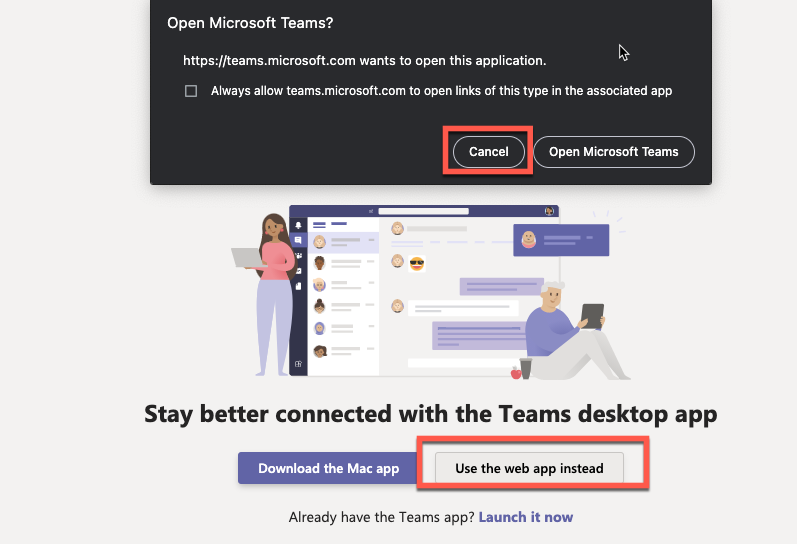 Open Microsoft Teams?
https://teams.microsoft.com wants to open this application.
Always allow teams.microsoft.com to open links of this type in the associated app
Cancel
Open Microsoft Teams
Stay better connected with the Teams desktop app
Download the Mac app
Use the web app instead
Already have the Teams app? Launch it now